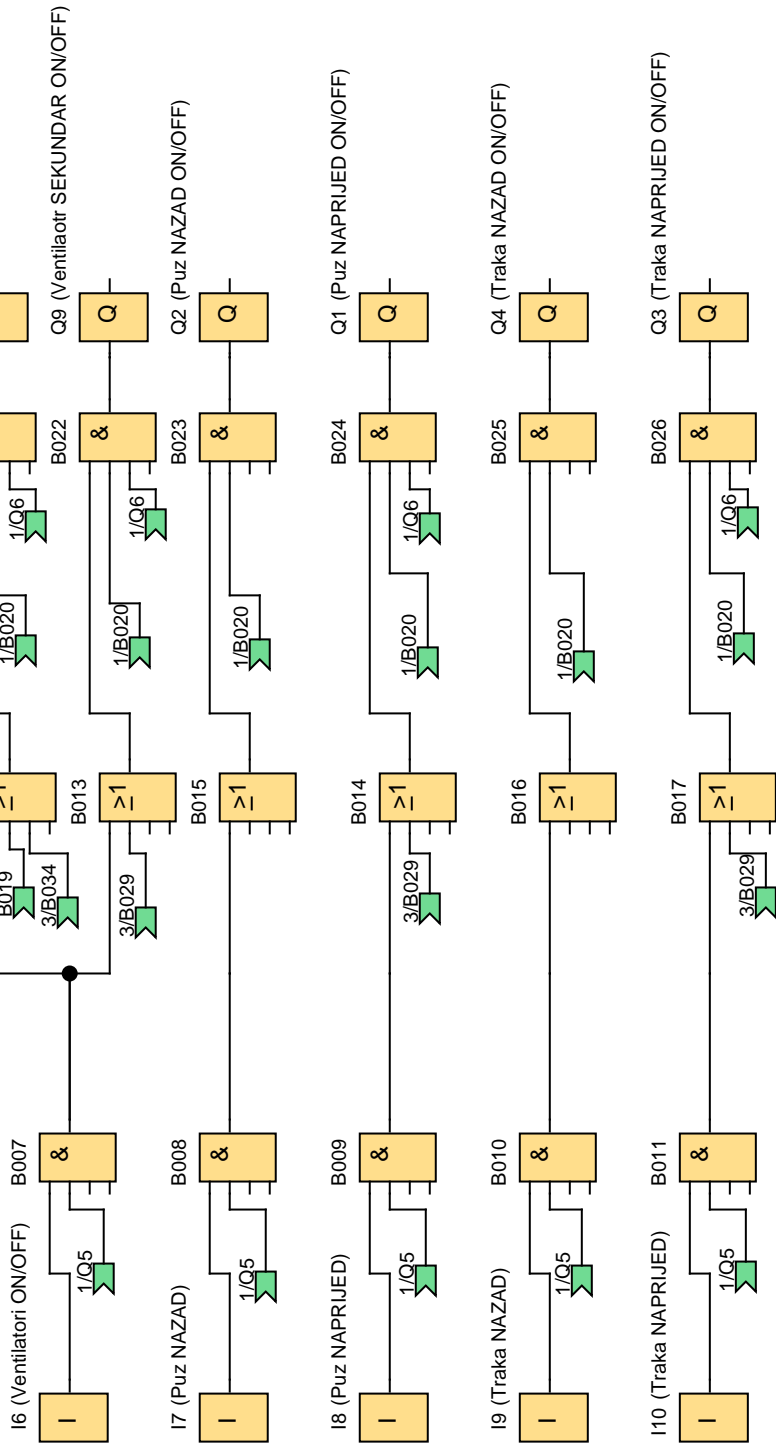 B019
1/B020
1/Q6
≥1
I6 (Ventilatori ON/OFF)
B007
3/B034
B013
B022
Q9 (Ventilaotr SEKUNDAR ON/OFF)
I
1/Q5
&
3/B029
≥1
1/B020
1/Q6
&
Q
I7 (Puz NAZAD)
B008
B015
B023
Q2 (Puz NAZAD ON/OFF)
I
1/Q5
&
≥1
1/B020
&
Q
I8 (Puz NAPRIJED)
B009
B014
B024
Q1 (Puz NAPRIJED ON/OFF)
I
1/Q5
&
3/B029
≥1
1/B020
1/Q6
&
Q
I9 (Traka NAZAD)
B010
B016
B025
Q4 (Traka NAZAD ON/OFF)
I
1/Q5
&
≥1
1/B020
&
Q
I10 (Traka NAPRIJED)
B011
B017
B026
Q3 (Traka NAPRIJED ON/OFF)
I
1/Q5
&
3/B029
≥1
1/B020
1/Q6
&
Q